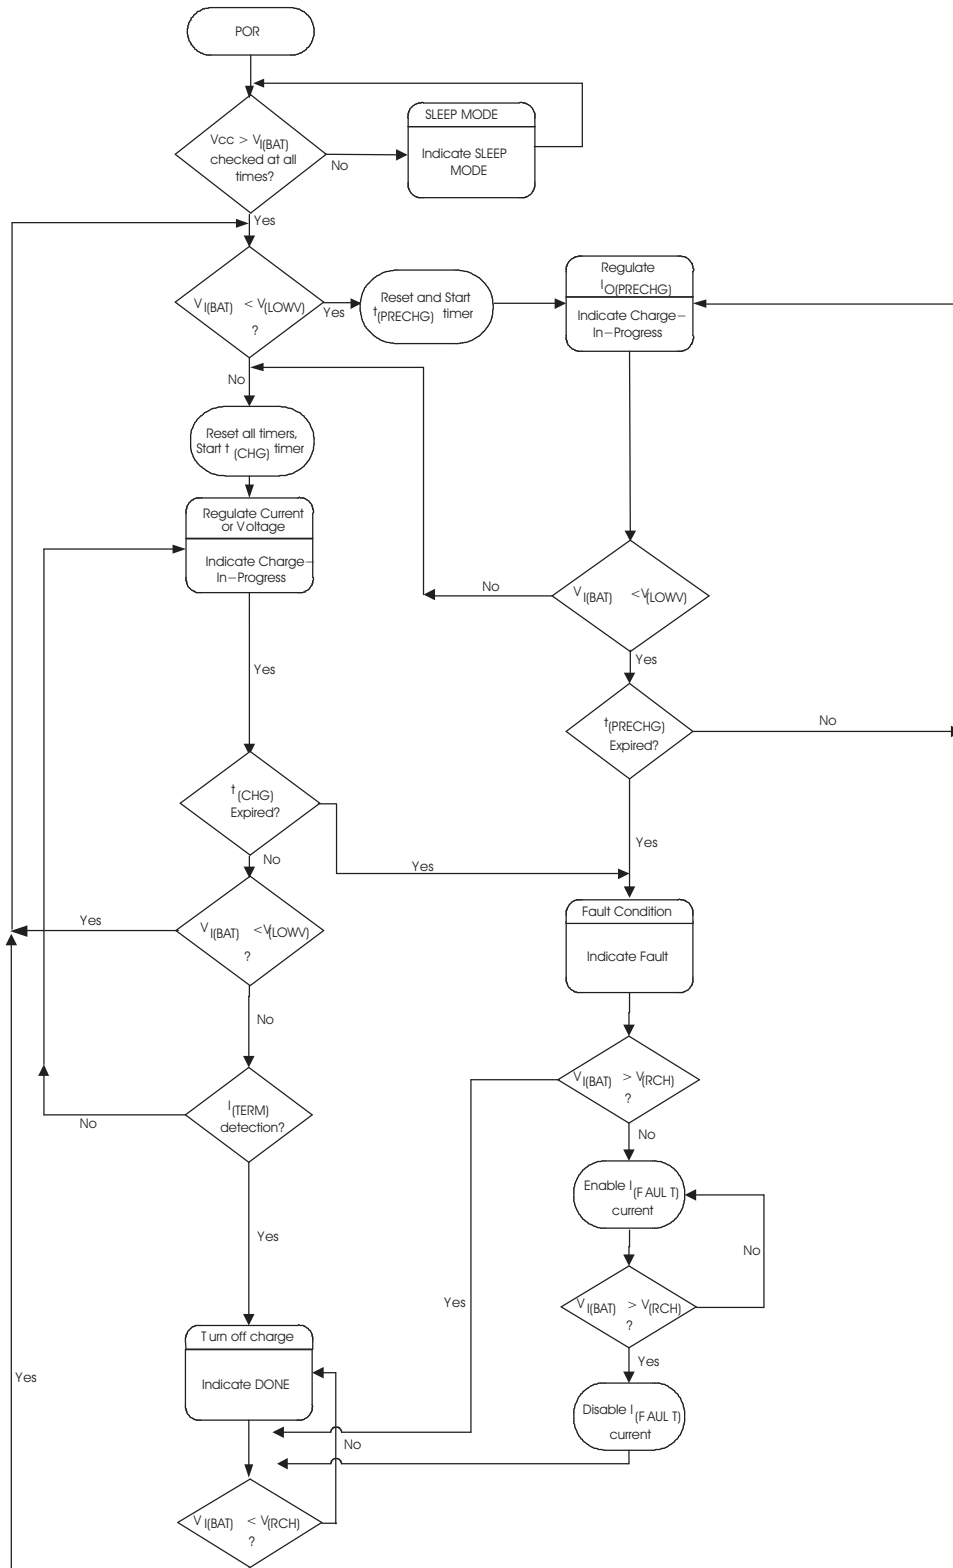 POR
Vcc > VI(BAT)
checked at all
times?
No
SLEEP MODE
Indicate SLEEP
MODE
Yes
VI(BAT) < V(LOWV)
?
Yes
Reset and Start
t(PRECHG) timer
Regulate
IO(PRECHG)
Indicate Charge–
In–Progress
No
Reset all timers,
Start t(CHG) timer
Regulate Current
or Voltage
Indicate Charge–
In–Progress
No
VI(BAT) <V(LOWV)
Yes
Yes
t(PRECHG)
Expired?
No
t(CHG)
Expired?
Yes
Yes
No
VI(BAT) <V(LOWV)
?
Yes
Fault Condition
Indicate Fault
No
VI(BAT) > V(RCH)
?
I(TERM)
detection?
No
No
Enable I(F AUL T)
current
Yes
No
VI(BAT) > V(RCH)
?
Yes
Turn off charge
Indicate DONE
Yes
Yes
Disable I(F AUL T)
current
No
VI(BAT) < V(RCH)
?